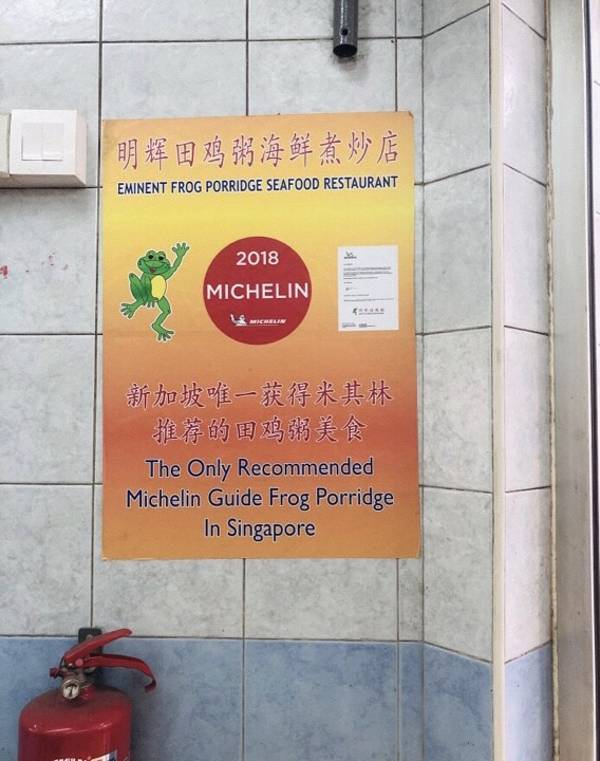 明辉田鸡粥海鲜煮炒店
EMINENT FROG PORRIDGE SEAFOOD RESTAURANT
2018
MICHELIN
MICHELIN
新加坡唯一获得米其林
推荐的田鸡粥美食
The Only Recommended
Michelin Guide Frog Porridge
In Singapore